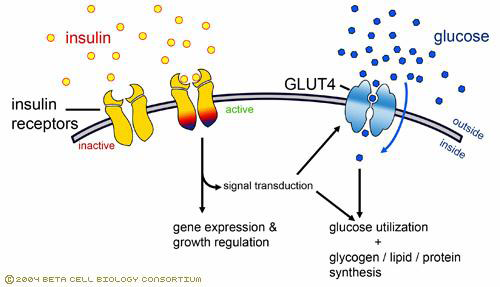 insulin
glucose
GLUT4
insulin
receptors
active
inactive
outside
inside
signal transduction
gene expression &
growth regulation
glucose utilization
+
glycogen / lipid / protein
synthesis
© 2004 BETA CELL BIOLOGY CONSORTIUM